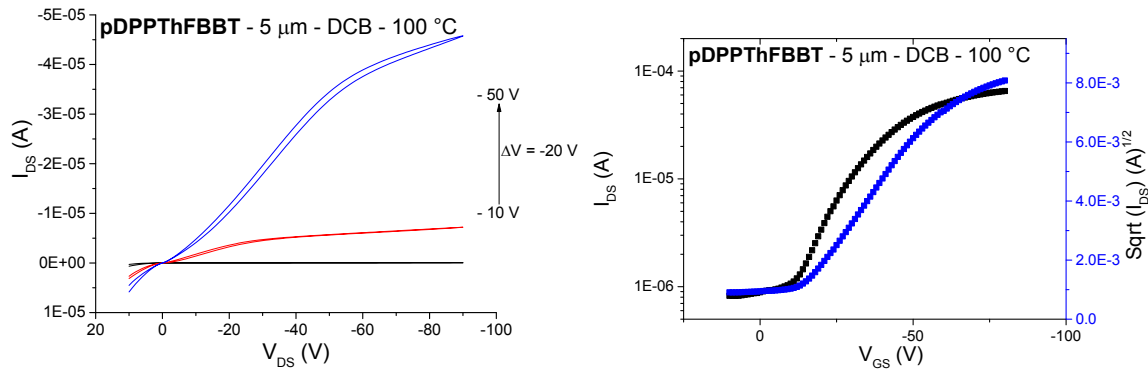 pDPPThFBBT - 5 μm - DCB - 100 °C
-5E-05
-4E-05
-3E-05
-2E-05
-1E-05
0E+00
1E-05
I_DS (A)
20 0 -20 -40 -60 -80 -100
V_DS (V)
- 50 V
ΔV = -20 V
- 10 V
pDPPThFBBT - 5 μm - DCB - 100 °C
1E-04
1E-05
1E-06
I_DS (A)
0 -50 -100
V_GS (V)
8.0E-3
6.0E-3
4.0E-3
2.0E-3
0.0
Sqrt (I_DS) (A)^1/2